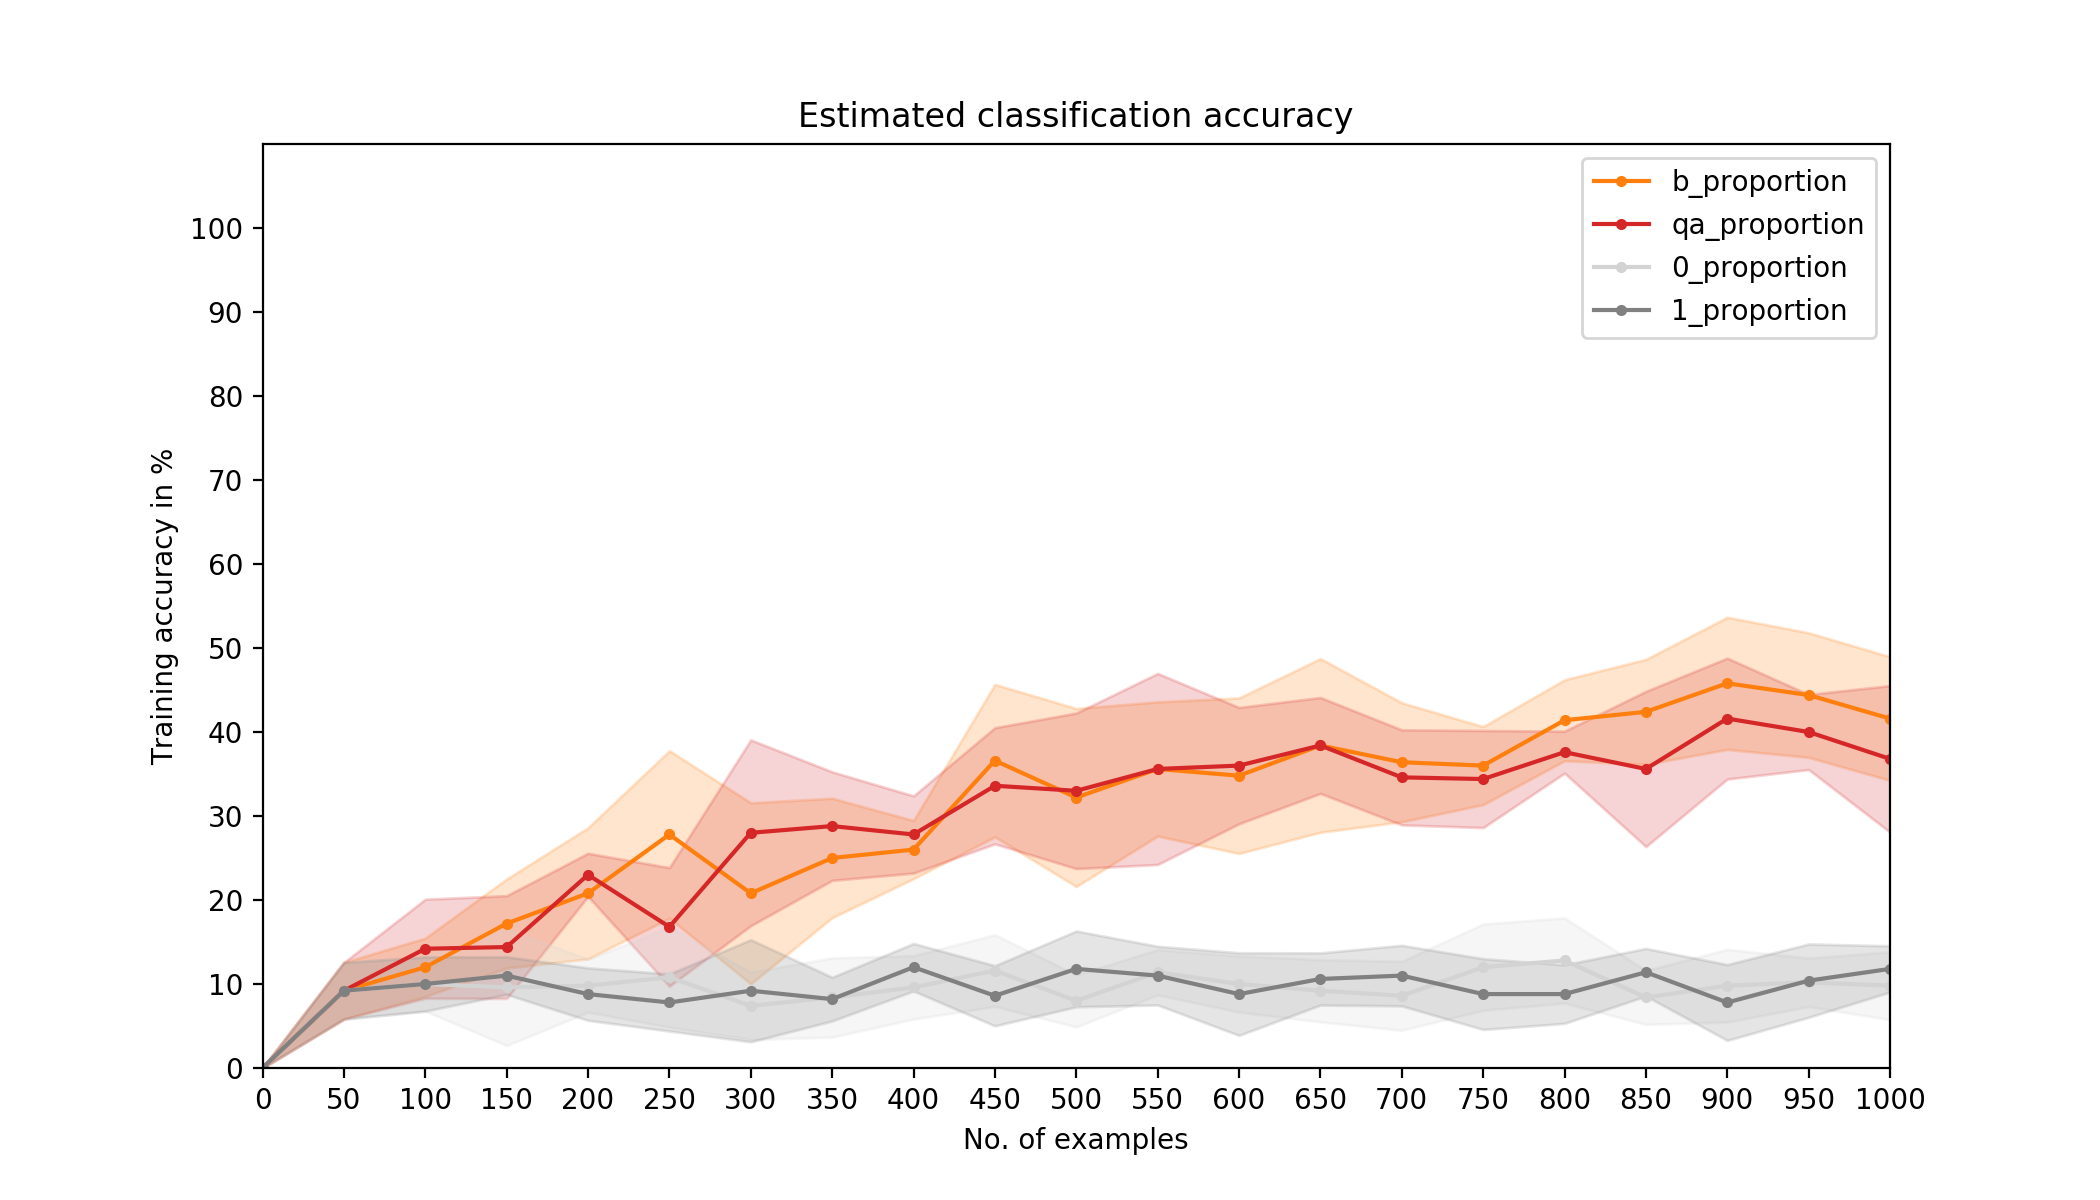 Estimated classification accuracy
b_proportion
qa_proportion
0_proportion
1_proportion
Training accuracy in %
100
90
80
70
60
50
40
30
20
10
0
0 50 100 150 200 250 300 350 400 450 500 550 600 650 700 750 800 850 900 950 1000
No. of examples